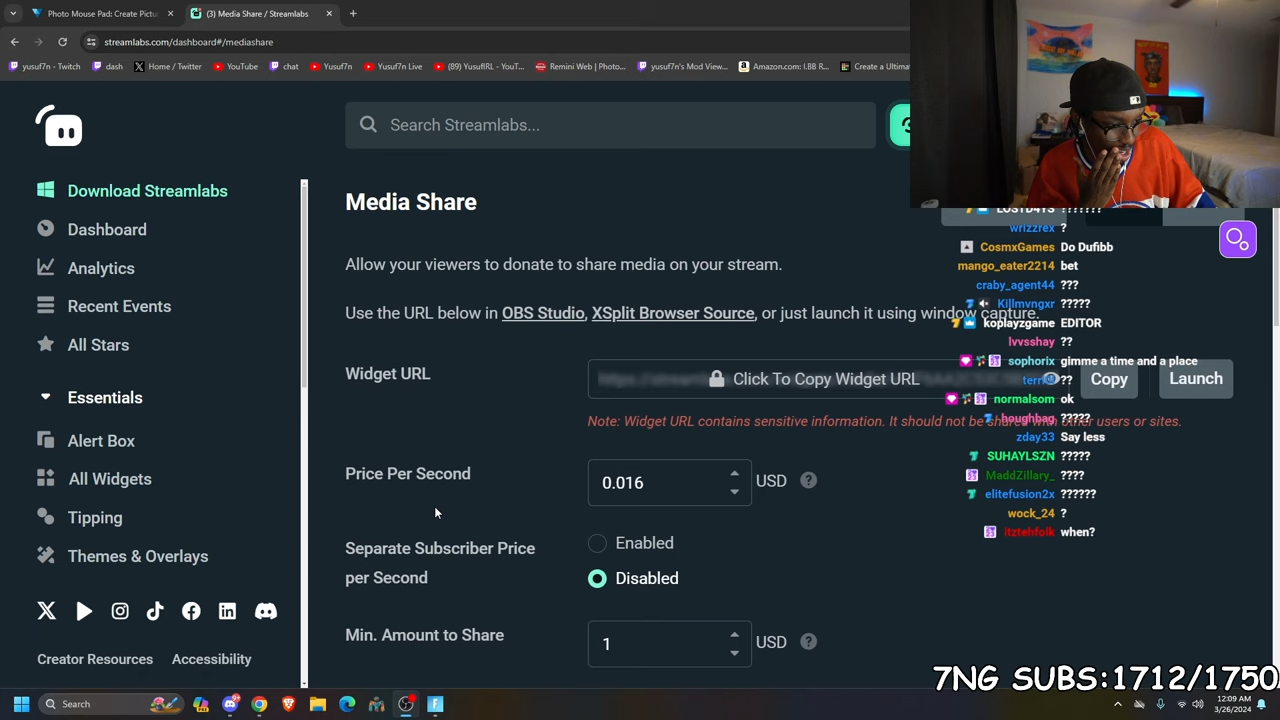 Photo Mouse Pad: Create Pictu
(3) Media Share / Streamlabs
streamlabs.com/dashboard#/mediashare
yusuf7n - Twitch
dash
Home / Twitter
YouTube
chat
Yusuf7n
Yusuf7n Live
(89) YusufIRL - YouT...
Remini Web | Photo...
yusuf7n's Mod View...
Amazon.com: I.BB R...
Create a Ultima
Search Streamlabs...
Download Streamlabs
Dashboard
Analytics
Recent Events
All Stars
Essentials
Alert Box
All Widgets
Tipping
Themes & Overlays
Creator Resources
Accessibility
Media Share
Allow your viewers to donate to share media on your stream.
Use the URL below in OBS Studio, XSplit Browser Source, or just launch it using window capture.
Widget URL
Click To Copy Widget URL
Copy
Launch
Note: Widget URL contains sensitive information. It should not be shared with other users or sites.
Price Per Second
0.016
USD
Separate Subscriber Price
per Second
Enabled
Disabled
Min. Amount to Share
1
USD
LOSTD4YS ???????
wrizzrex ?
CosmxGames Do Dufibb
mango_eater2214 bet
craby_agent44 ???
Killmvngxr ?????
koplayzgame EDITOR
lvvsshay ??
sophorix gimme a time and a place
??
normalsom ok
houghbag ?????
zday33 Say less
SUHAYLSZN ?????
MaddZillary_ ????
elitefusion2x ??????
wock_24 ?
itztehfolk when?
7NG SUBS:1712/1750
Search
12:09 AM
3/26/2024